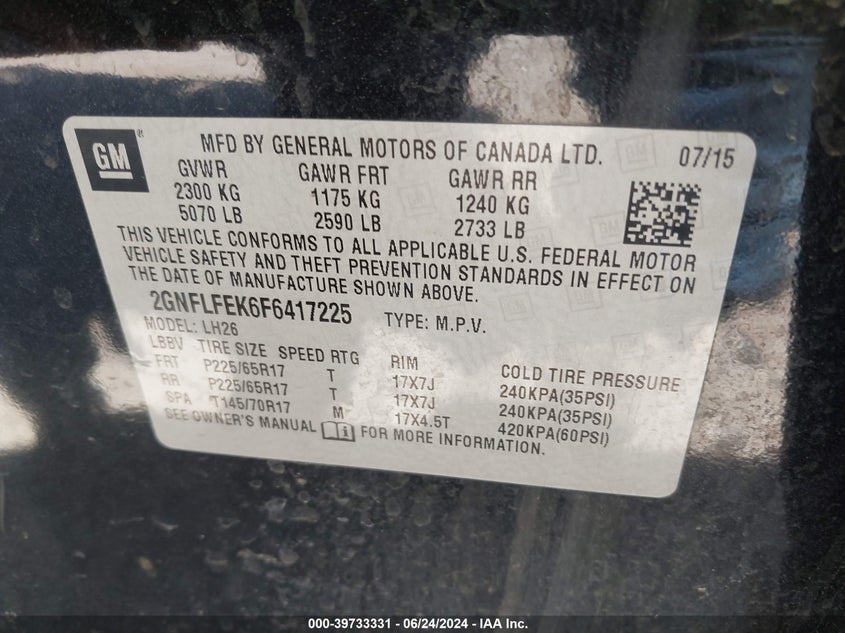 GM
MFD BY GENERAL MOTORS OF CANADA LTD. 07/15
GVWR GAWR FRT GAWR RR
2300 KG 1175 KG 1240 KG
5070 LB 2590 LB 2733 LB
THIS VEHICLE CONFORMS TO ALL APPLICABLE U.S. FEDERAL MOTOR
VEHICLE SAFETY AND THEFT PREVENTION STANDARDS IN EFFECT ON
THE DATE OF MANUFACTURE SHOWN ABOVE.
2GNFLFEK6F6417225 TYPE: M.P.V.
MODEL: LH26
LBBV TIRE SIZE SPEED RTG RIM COLD TIRE PRESSURE
FRT P225/65R17 T 17X7J 240KPA(35PSI)
RR P225/65R17 T 17X7J 240KPA(35PSI)
SPA T145/70R17 M 17X4.5T 420KPA(60PSI)
SEE OWNER'S MANUAL FOR MORE INFORMATION.
000-39733331 - 06/24/2024 - IAA Inc.